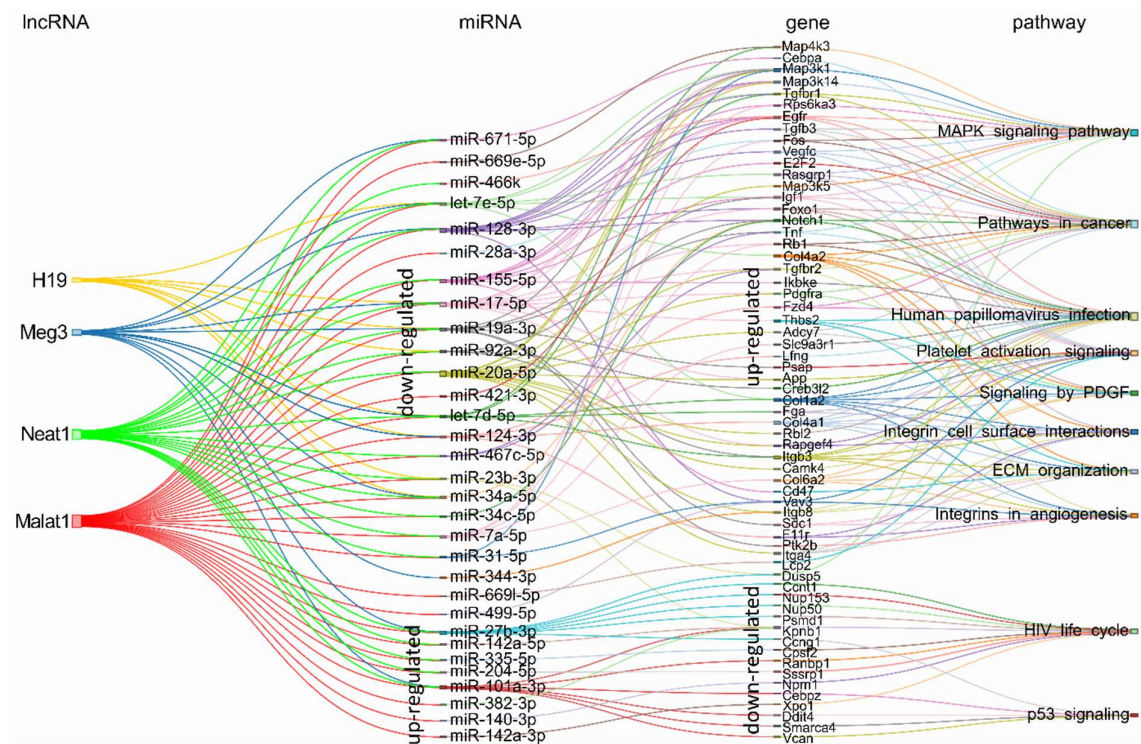 lncRNA
miRNA
gene
pathway
H19
Meg3
Neat1
Malat1
down-regulated
up-regulated
miR-671-5p
miR-669e-5p
miR-466k
let-7e-5p
miR-128-3p
miR-28a-3p
miR-155-5p
miR-17-5p
miR-19a-3p
miR-92a-3p
miR-20a-5p
miR-421-3p
let-7d-5p
miR-124-3p
miR-467c-5p
miR-23b-3p
miR-34a-5p
miR-34c-5p
miR-7a-5p
miR-31-5p
miR-344-3p
miR-669l-5p
miR-499-5p
miR-27b-3p
miR-142a-5p
miR-335-5p
miR-204-5p
miR-101a-3p
miR-382-3p
miR-140-3p
miR-142a-3p
up-regulated
down-regulated
Map4k3
Cebpa
Map3k1
Map3k14
Tgfbr1
Rps6ka3
Egfr
Tgfb3
Fos
Vegfc
E2F2
Rasgrp1
Map3k5
Igf1
Foxo1
Notch1
Tnf
Rb1
Col4a2
Tgfbr2
Ikbke
Pdgfra
Fzd4
Thbs2
Adcy7
Slc9a3r1
Lfng
Psap
App
Creb3l2
Col1a2
Fga
Col4a1
Rbl2
Rapgef4
Itgb3
Camk4
Col6a2
Cd47
Vav3
Itgb8
Sdc1
F11r
Ptk2b
Itga4
Lcp2
Dusp5
Ccnt1
Nup153
Nup50
Psmd1
Kpnb1
Ccng1
Cpsf2
Ranbp1
Sssrp1
Npm1
Cebpz
Xpo1
Ddit4
Smarca4
Vcan
MAPK signaling pathway
Pathways in cancer
Human papillomavirus infection
Platelet activation signaling
Signaling by PDGF
Integrin cell surface interactions
ECM organization
Integrins in angiogenesis
HIV life cycle
p53 signaling